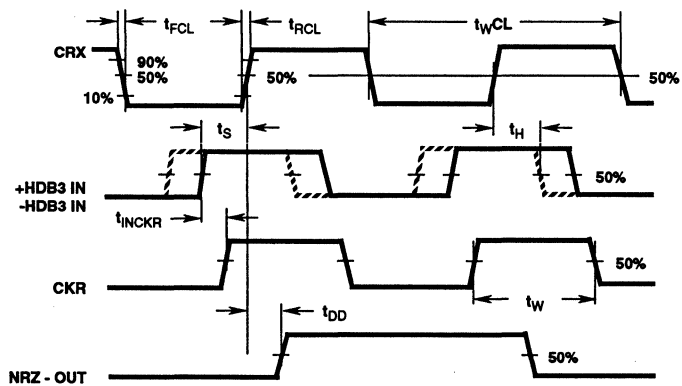 tFCL tRCL tWCL
CRX
90%
50% 50% 50%
10%
tS tH
+HDB3 IN
-HDB3 IN
50%
tINCKR
50%
CKR
tW
tDD
50%
NRZ - OUT